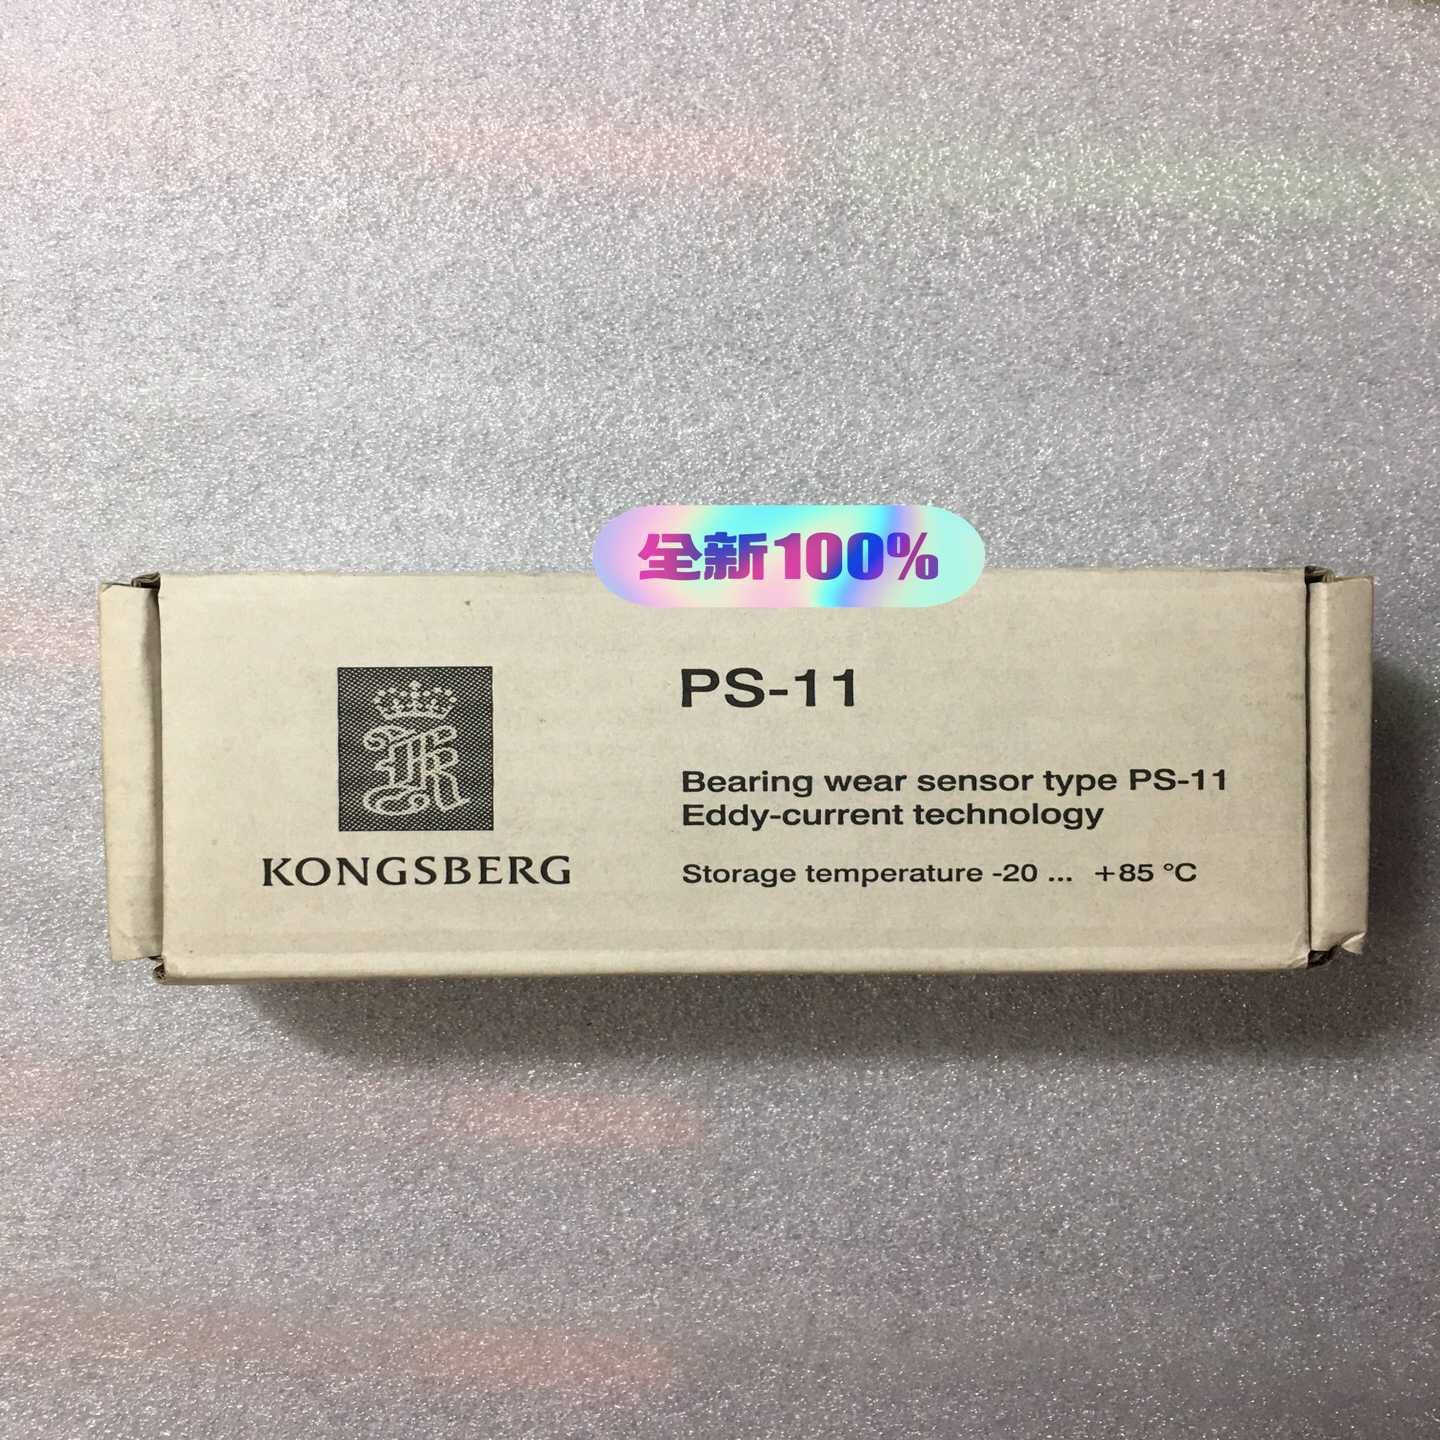 全新100%
PS-11
Bearing wear sensor type PS-11
Eddy-current technology
Storage temperature -20 ... +85 °C
KONGSBERG